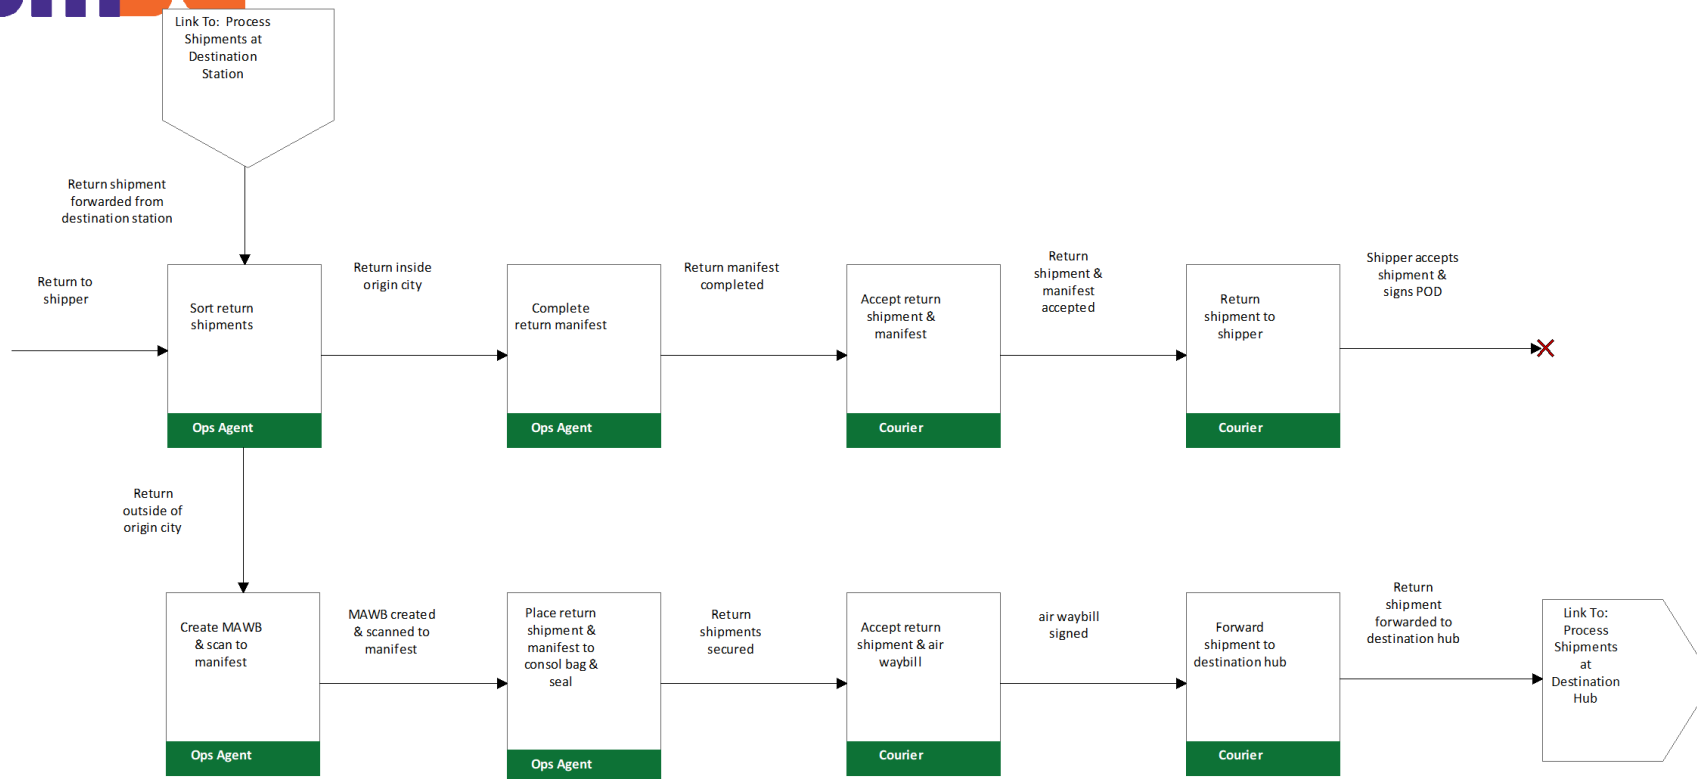 Link To: Process
Shipments at
Destination
Station
Return shipment
forwarded from
destination station
Return to
shipper
Sort return
shipments
Ops Agent
Return inside
origin city
Complete
return manifest
Ops Agent
Return manifest
completed
Accept return
shipment &
manifest
Courier
Return
shipment &
manifest
accepted
Return
shipment to
shipper
Courier
Shipper accepts
shipment &
signs POD
Return
outside of
origin city
Create MAWB
& scan to
manifest
Ops Agent
MAWB created
& scanned to
manifest
Place return
shipment &
manifest to
consol bag &
seal
Ops Agent
Return
shipments
secured
Accept return
shipment & air
waybill
Courier
air waybill
signed
Forward
shipment to
destination hub
Courier
Return
shipment
forwarded to
destination hub
Link To:
Process
Shipments
at
Destination
Hub